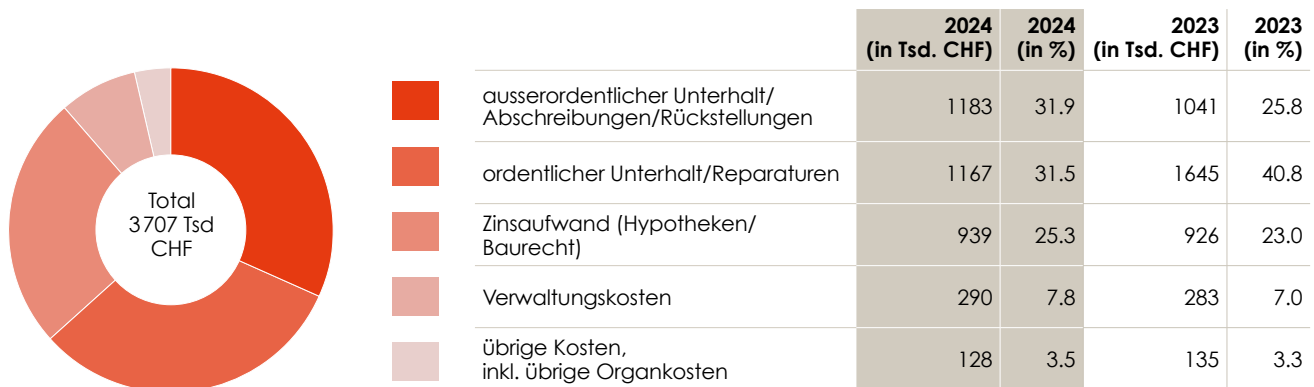 2024 2024 2023 2023
(in Tsd. CHF) (in %) (in Tsd. CHF) (in %)
ausserordentlicher Unterhalt/
Abschreibungen/Rückstellungen 1183 31.9 1041 25.8
ordentlicher Unterhalt/Reparaturen 1167 31.5 1645 40.8
Zinsaufwand (Hypotheken/
Baurecht) 939 25.3 926 23.0
Verwaltungskosten 290 7.8 283 7.0
übrige Kosten,
inkl. übrige Organkosten 128 3.5 135 3.3
Total
3707 Tsd
CHF